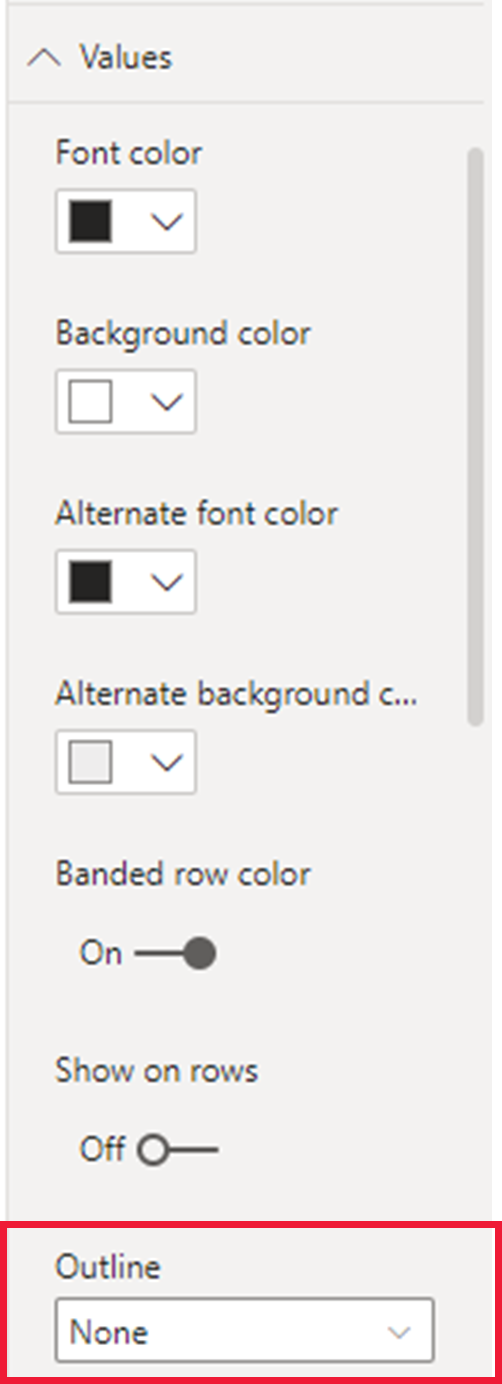 Values
Font color
Background color
Alternate font color
Alternate background c...
Banded row color
On
Show on rows
Off
Outline
None